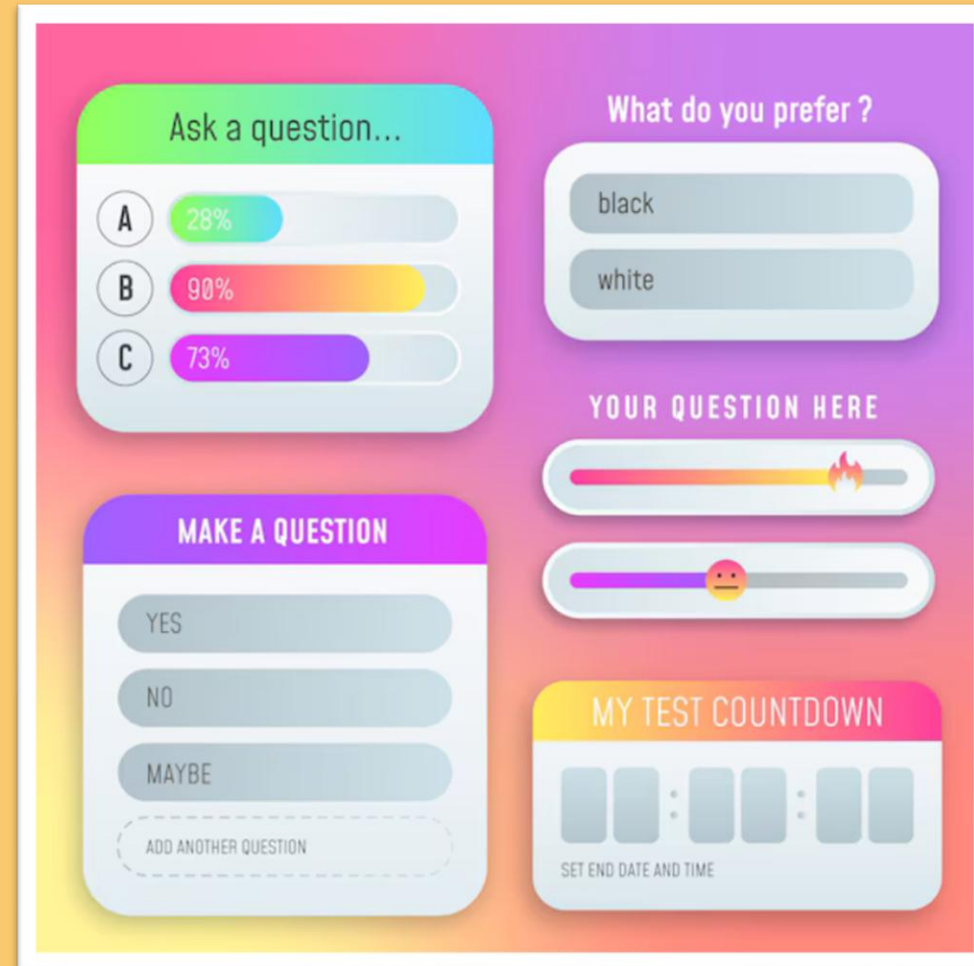 Ask a question...
A 28%
B 90%
C 73%
What do you prefer ?
black
white
YOUR QUESTION HERE
MAKE A QUESTION
YES
NO
MAYBE
ADD ANOTHER QUESTION
MY TEST COUNTDOWN
: :
SET END DATE AND TIME